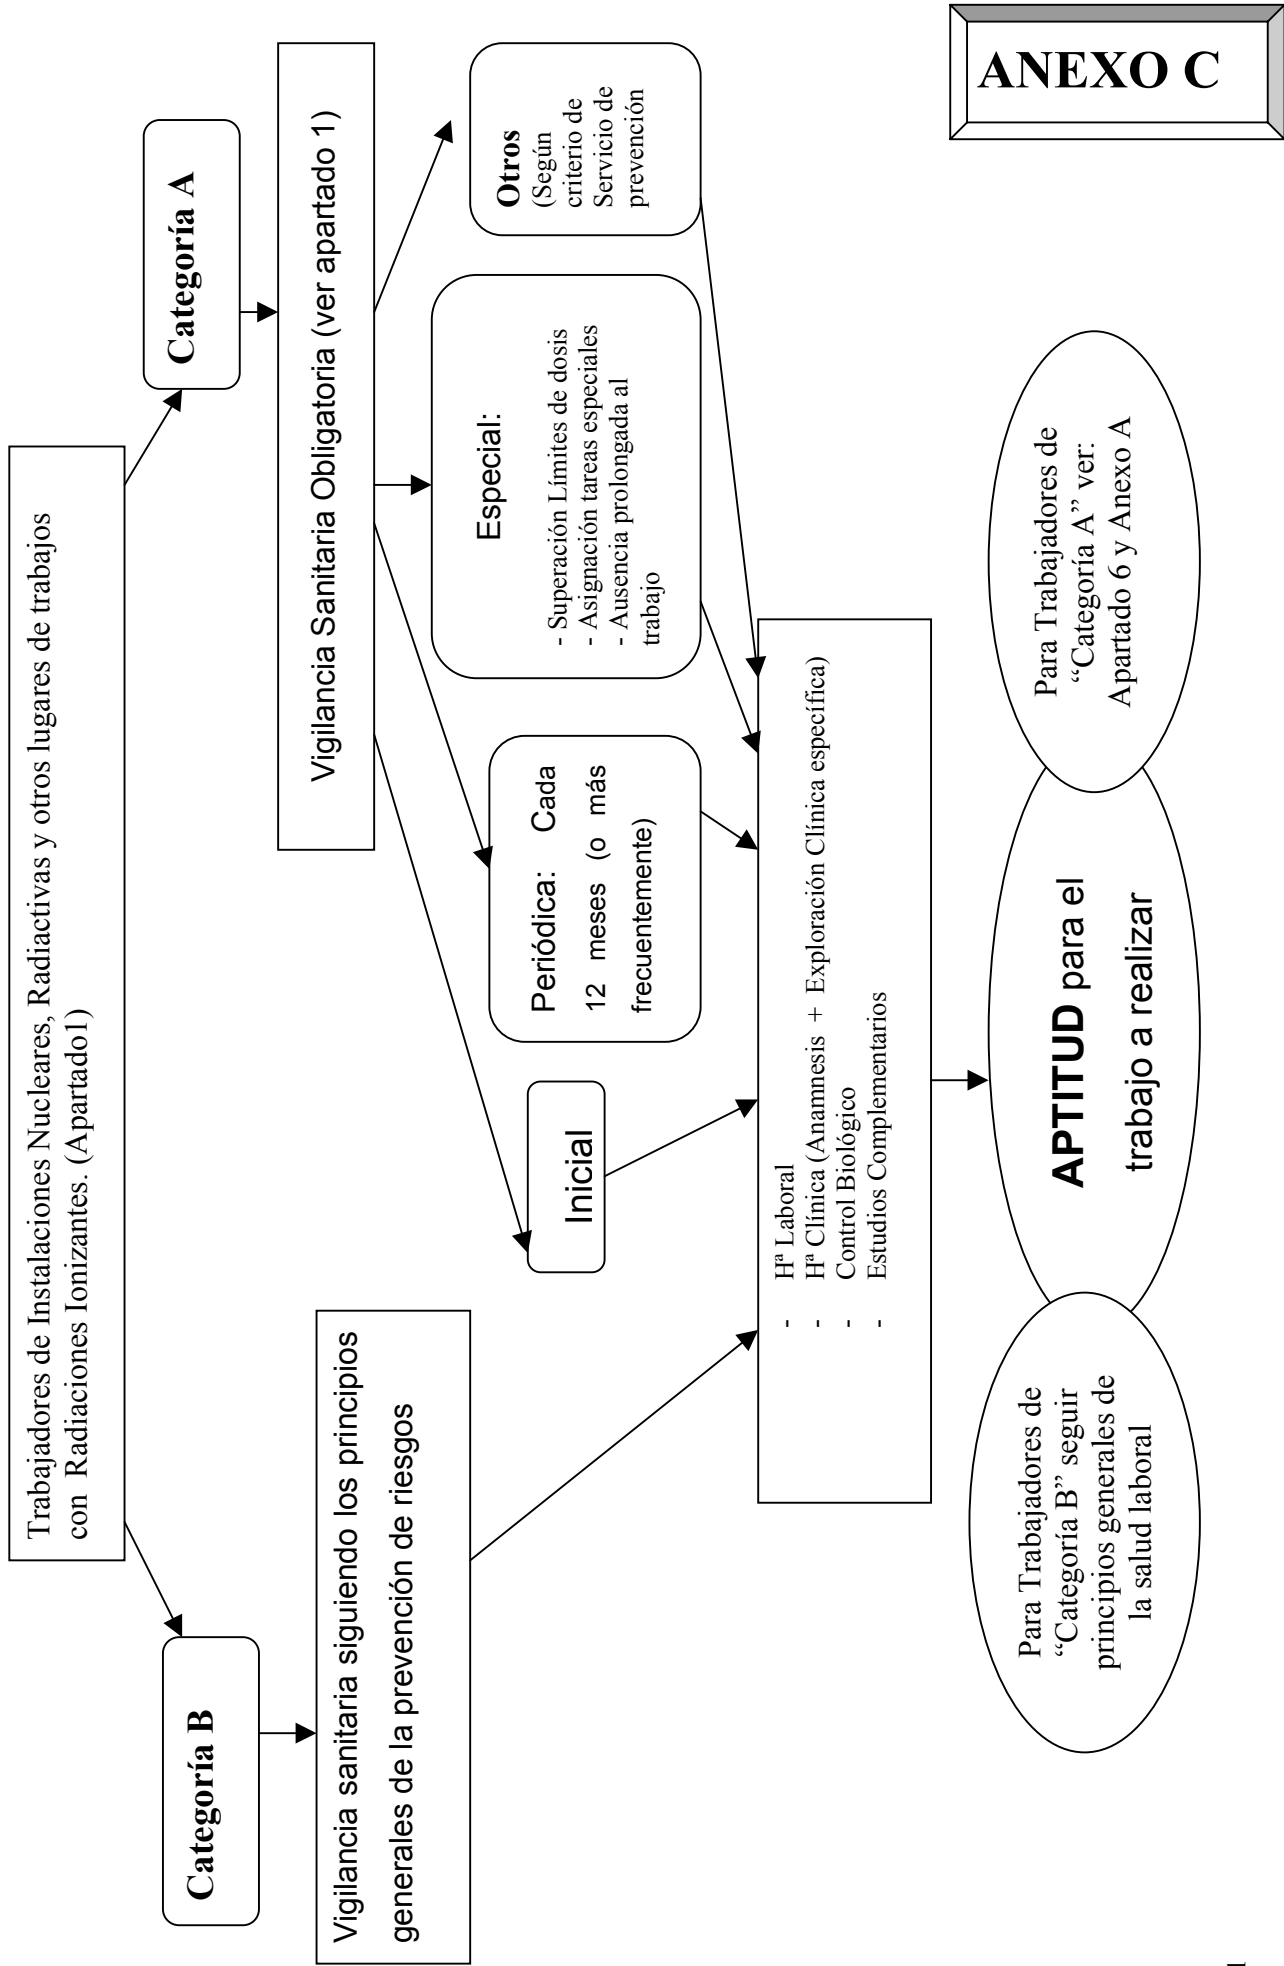 ANEXO C
Trabajadores de Instalaciones Nucleares, Radiactivas y otros lugares de trabajos
con Radiaciones Ionizantes. (Apartado1)
Categoría B
Categoría A
Vigilancia sanitaria siguiendo los principios
generales de la prevención de riesgos
Vigilancia Sanitaria Obligatoria (ver apartado 1)
Inicial
Periódica: Cada
12 meses (o más
frecuentemente)
Especial:
- Superación Límites de dosis
- Asignación tareas especiales
- Ausencia prolongada al
trabajo
Otros
(Según
criterio de
Servicio de
prevención
- Hª Laboral
- Hª Clínica (Anamnesis + Exploración Clínica específica)
- Control Biológico
- Estudios Complementarios
Para Trabajadores de
“Categoría B” seguir
principios generales de
la salud laboral
APTITUD para el
trabajo a realizar
Para Trabajadores de
“Categoría A” ver:
Apartado 6 y Anexo A